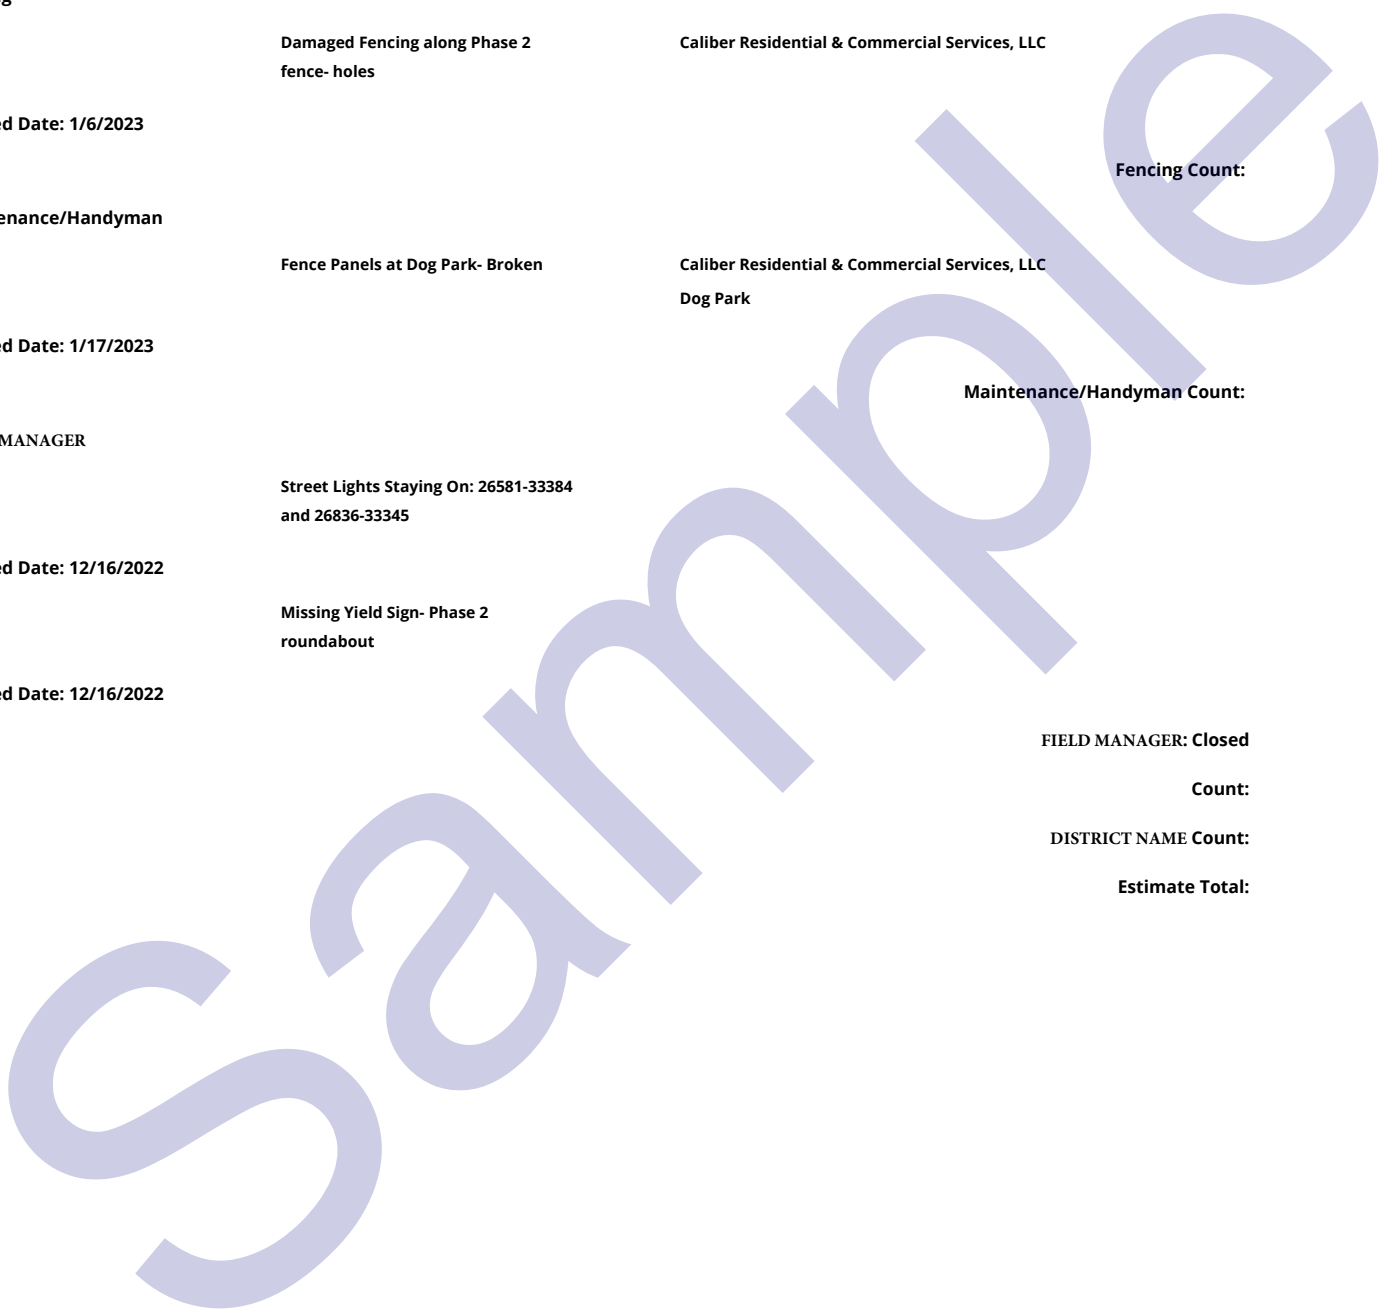 g
Damaged Fencing along Phase 2 Caliber Residential & Commercial Services, LLC
fence- holes
ed Date: 1/6/2023
Fencing Count:
enance/Handyman
Fence Panels at Dog Park- Broken Caliber Residential & Commercial Services, LLC
Dog Park
ed Date: 1/17/2023
Maintenance/Handyman Count:
MANAGER
Street Lights Staying On: 26581-33384
and 26836-33345
ed Date: 12/16/2022
Missing Yield Sign- Phase 2
roundabout
ed Date: 12/16/2022
FIELD MANAGER: Closed
Count:
DISTRICT NAME Count:
Estimate Total:
Sample